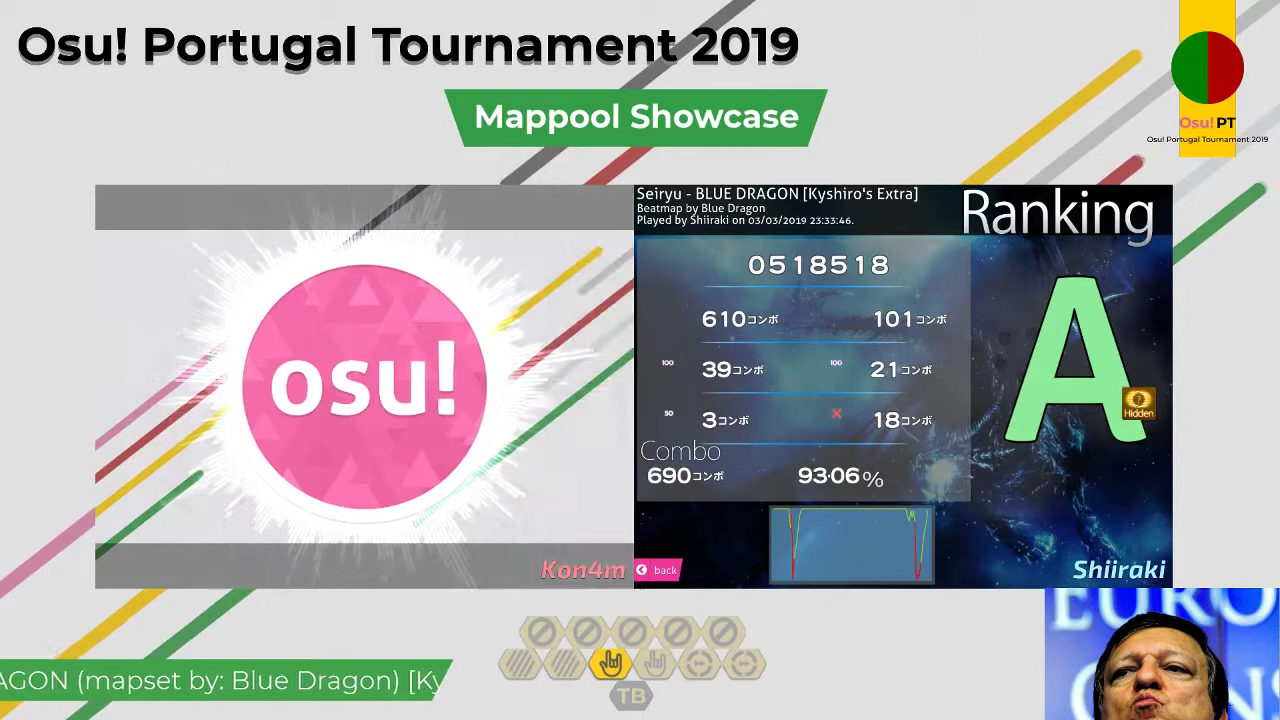 Osu! Portugal Tournament 2019
Mappool Showcase
Osu! PT
Osu! Portugal Tournament 2019
Seiryu - BLUE DRAGON [Kyshiro's Extra]
Beatmap by Blue Dragon
Played by Shiiraki on 03/03/2019 23:33:46.
Ranking
0518518
610コンボ 101コンボ
100 39コンボ 100 21コンボ
50 3コンボ 18コンボ
Combo
690コンボ 93.06%
A
Hidden
osu!
Kon4m
back
Shiiraki
AGON (mapset by: Blue Dragon) [Ky
TB
EURO